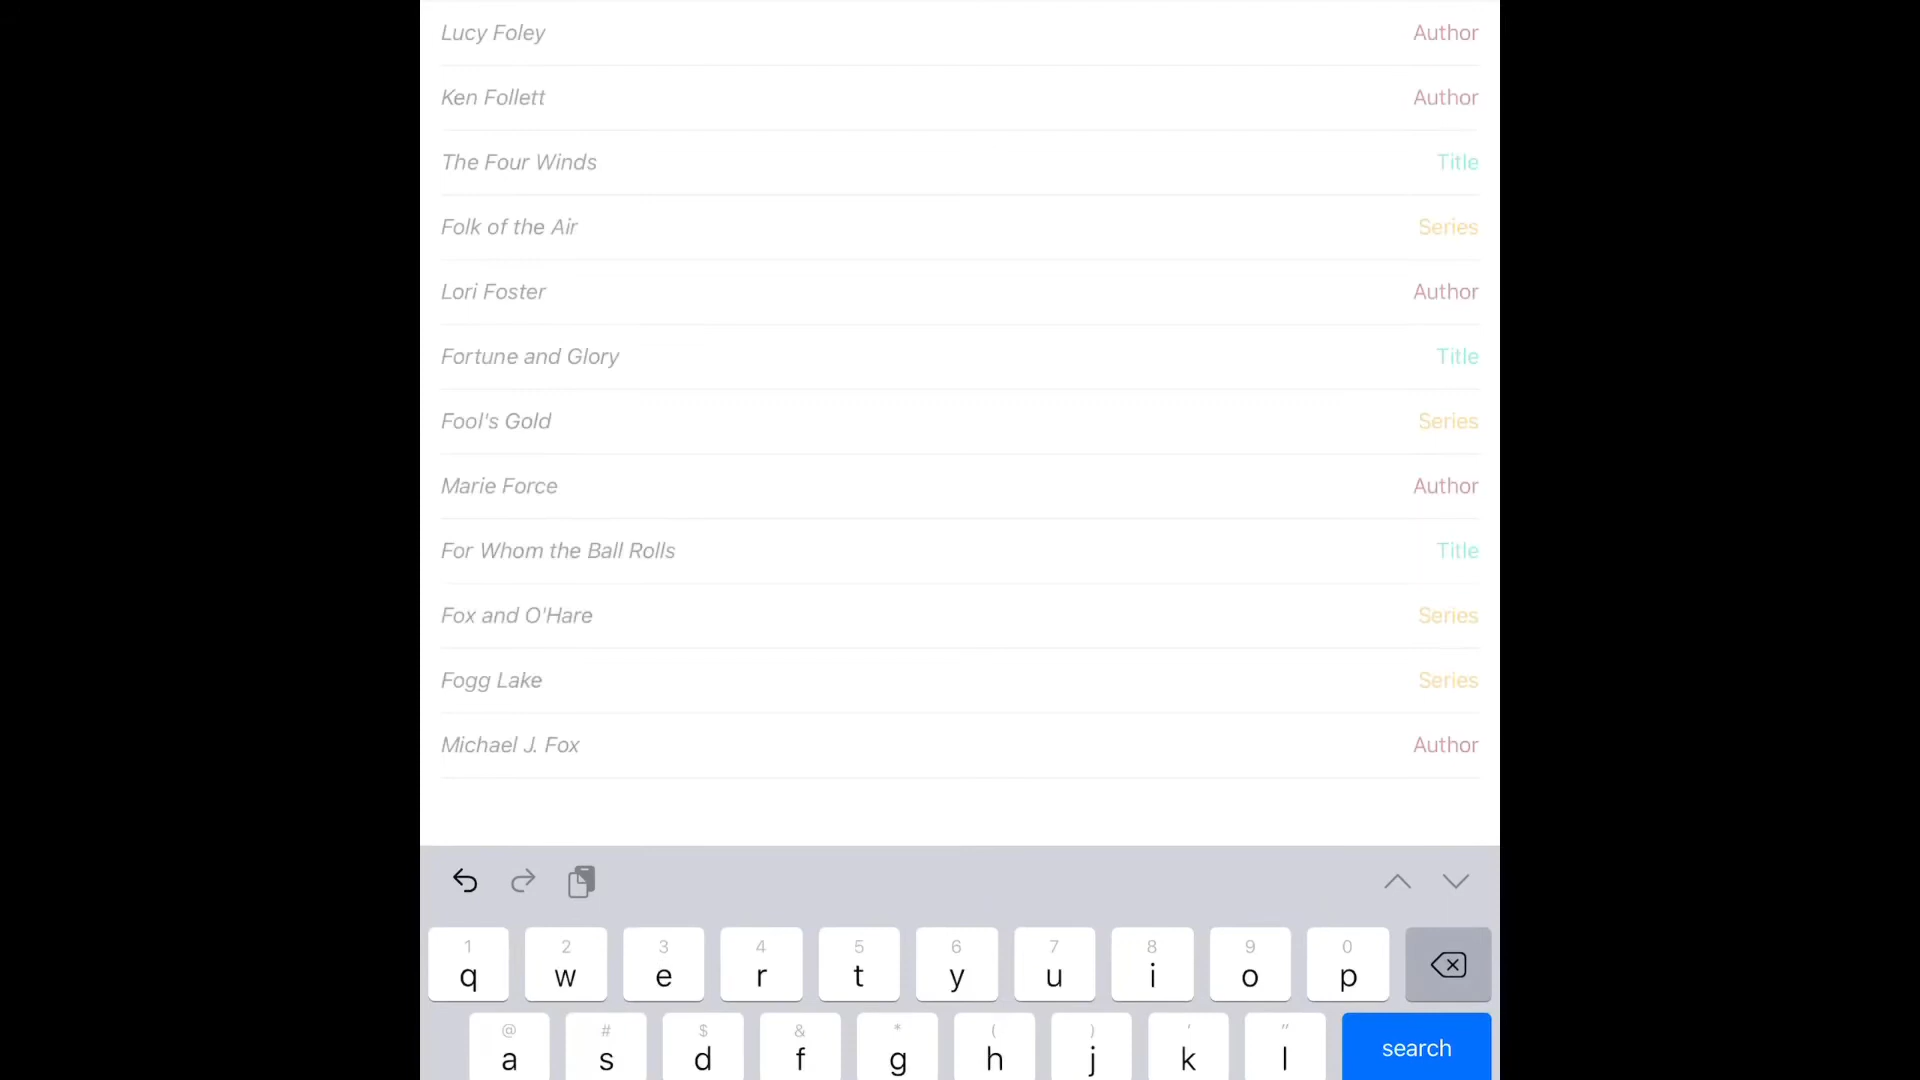 Lucy Foley Author
Ken Follett Author
The Four Winds Title
Folk of the Air Series
Lori Foster Author
Fortune and Glory Title
Fool's Gold Series
Marie Force Author
For Whom the Ball Rolls Title
Fox and O'Hare Series
Fogg Lake Series
Michael J. Fox Author
1 2 3 4 5 6 7 8 9 0
q w e r t y u i o p
@ # $ & * ( ) ' "
a s d f g h j k l search